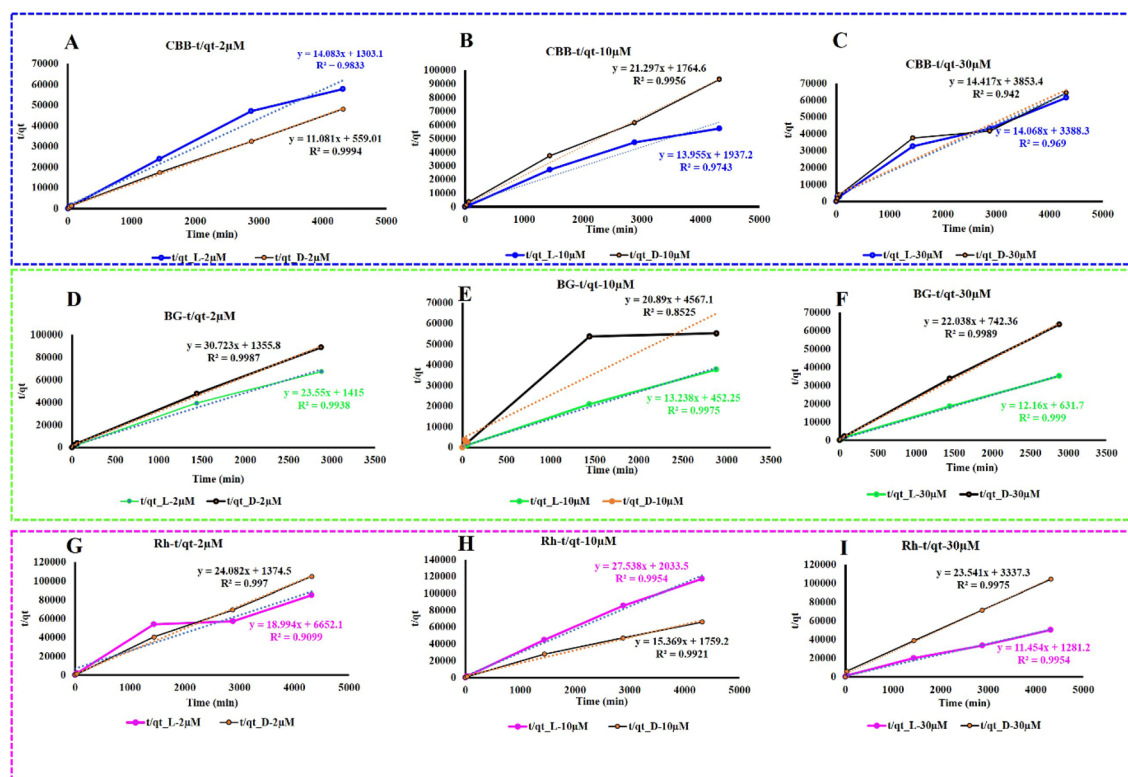 A
CBB-t/qt-2µM
y = 14.083x + 1303.1
R² = 0.9833
y = 11.081x + 559.01
R² = 0.9994
t/qt
70000
60000
50000
40000
30000
20000
10000
0
0 1000 2000 3000 4000 5000
Time (min)
t/qt_L-2µM t/qt_D-2µM
B
CBB-t/qt-10µM
y = 21.297x + 1764.6
R² = 0.9956
y = 13.955x + 1937.2
R² = 0.9743
t/qt
100000
90000
80000
70000
60000
50000
40000
30000
20000
10000
0
0 1000 2000 3000 4000 5000
Time (min)
t/qt_L-10µM t/qt_D-10µM
C
CBB-t/qt-30µM
y = 14.417x + 3853.4
R² = 0.942
y = 14.068x + 3388.3
R² = 0.969
t/qt
70000
60000
50000
40000
30000
20000
10000
0
0 1000 2000 3000 4000 5000
Time (min)
t/qt_L-30µM t/qt_D-30µM
D
BG-t/qt-2µM
y = 30.723x + 1355.8
R² = 0.9987
y = 23.55x + 1415
R² = 0.9938
t/qt
100000
80000
60000
40000
20000
0
0 500 1000 1500 2000 2500 3000 3500
Time (min)
t/qt_L-2µM t/qt_D-2µM
E
BG-t/qt-10µM
y = 20.89x + 4567.1
R² = 0.8525
y = 13.238x + 452.25
R² = 0.9975
t/qt
70000
60000
50000
40000
30000
20000
10000
0
0 500 1000 1500 2000 2500 3000 3500
Time (min)
t/qt_L-10µM t/qt_D-10µM
F
BG-t/qt-30µM
y = 22.038x + 742.36
R² = 0.9989
y = 12.16x + 631.7
R² = 0.999
t/qt
70000
60000
50000
40000
30000
20000
10000
0
0 500 1000 1500 2000 2500 3000 3500
Time (min)
t/qt_L-30µM t/qt_D-30µM
G
Rh-t/qt-2µM
y = 24.082x + 1374.5
R² = 0.997
y = 18.994x + 6652.1
R² = 0.9099
t/qt
120000
100000
80000
60000
40000
20000
0
0 1000 2000 3000 4000 5000
Time (min)
t/qt_L-2µM t/qt_D-2µM
H
Rh-t/qt-10µM
y = 27.538x + 2033.5
R² = 0.9954
y = 15.369x + 1759.2
R² = 0.9921
t/qt
140000
120000
100000
80000
60000
40000
20000
0
0 1000 2000 3000 4000 5000
Time (min)
t/qt_L-10µM t/qt_D-10µM
I
Rh-t/qt-30µM
y = 23.541x + 3337.3
R² = 0.9975
y = 11.454x + 1281.2
R² = 0.9954
t/qt
120000
100000
80000
60000
40000
20000
0
0 1000 2000 3000 4000 5000
Time (min)
t/qt_L-30µM t/qt_D-30µM